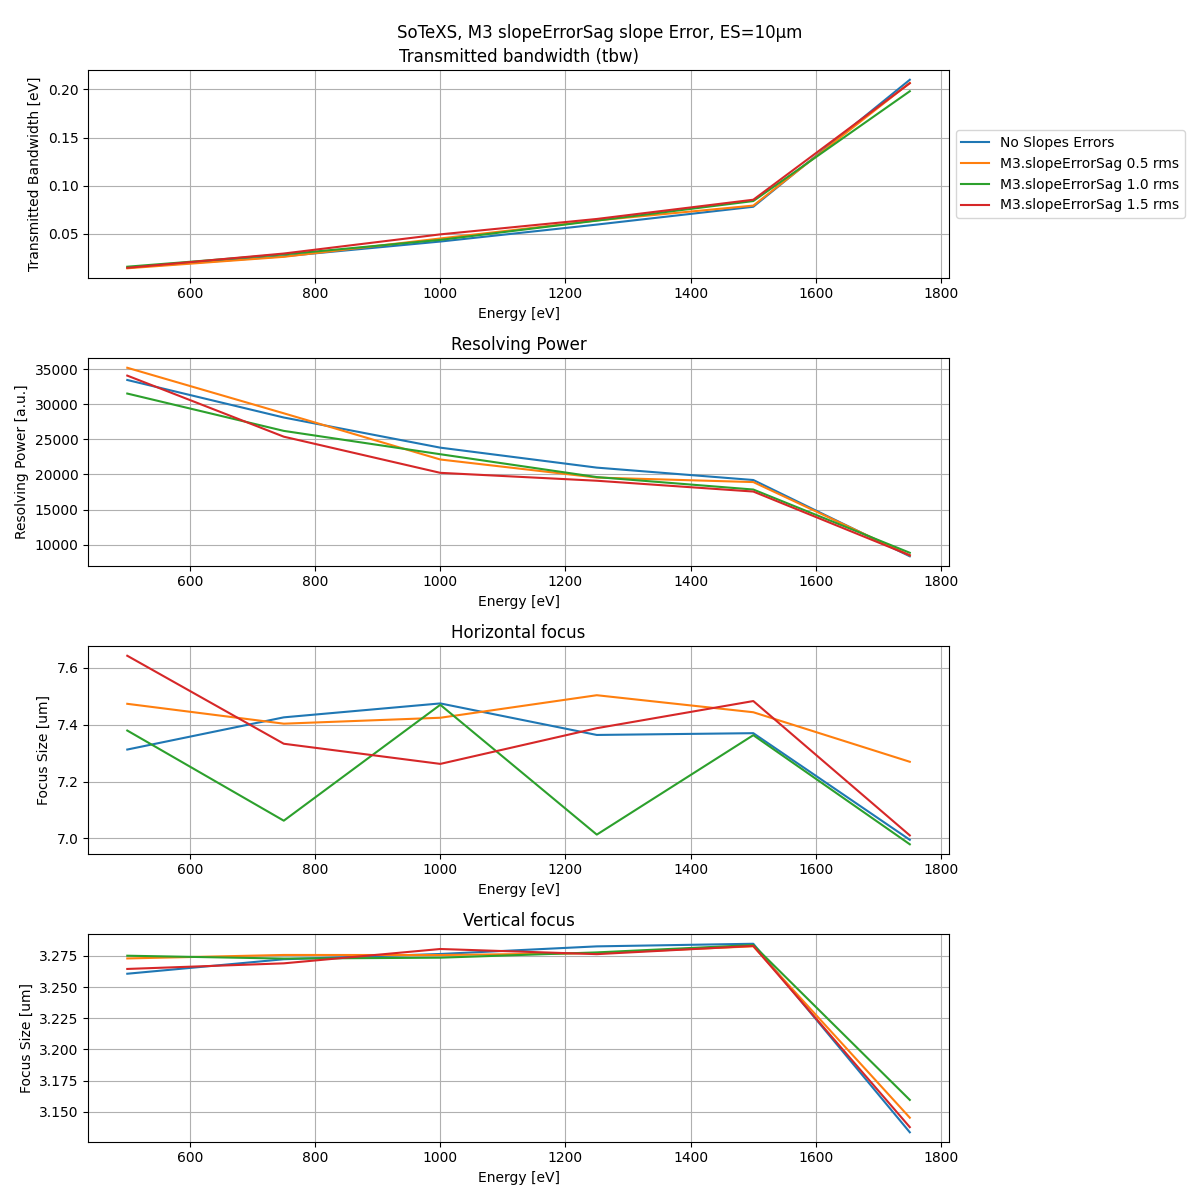 SoTeXS, M3 slopeErrorSag slope Error, ES=10μm
Transmitted bandwidth (tbw)
Transmitted Bandwidth [eV]
0.20
0.15
0.10
0.05
600 800 1000 1200 1400 1600 1800
Energy [eV]
No Slopes Errors
M3.slopeErrorSag 0.5 rms
M3.slopeErrorSag 1.0 rms
M3.slopeErrorSag 1.5 rms
Resolving Power
Resolving Power [a.u.]
35000
30000
25000
20000
15000
10000
600 800 1000 1200 1400 1600 1800
Energy [eV]
Horizontal focus
Focus Size [um]
7.6
7.4
7.2
7.0
600 800 1000 1200 1400 1600 1800
Energy [eV]
Vertical focus
Focus Size [um]
3.275
3.250
3.225
3.200
3.175
3.150
600 800 1000 1200 1400 1600 1800
Energy [eV]